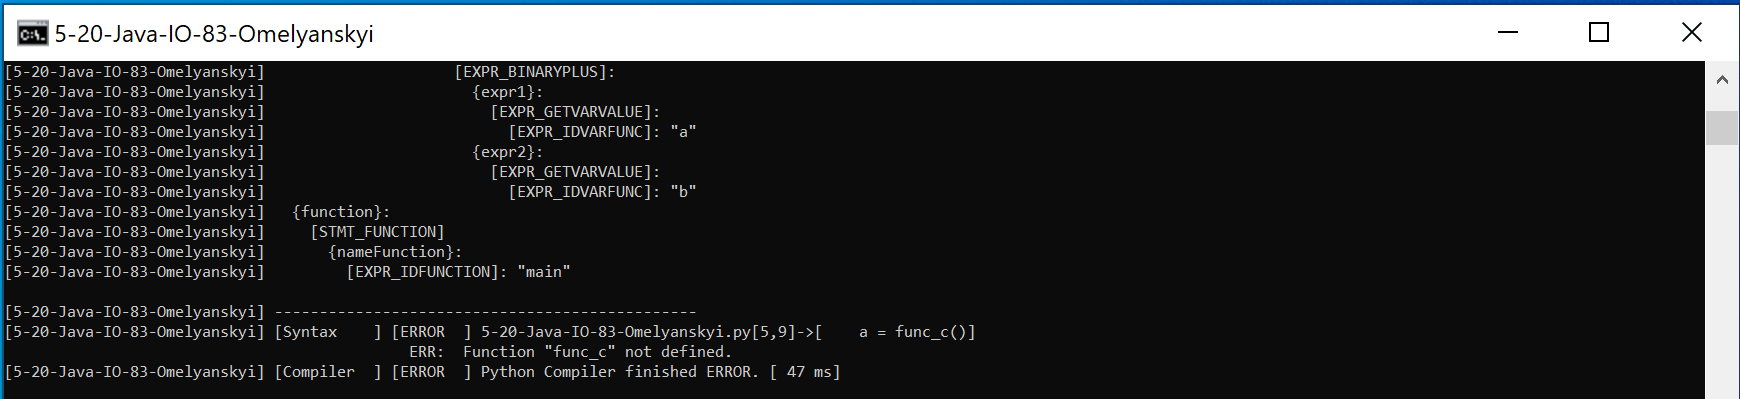 5-20-Java-IO-83-Omelyanskyi
[5-20-Java-IO-83-Omelyanskyi]                     [EXPR_BINARYPLUS]:
[5-20-Java-IO-83-Omelyanskyi]                       {expr1}:
[5-20-Java-IO-83-Omelyanskyi]                         [EXPR_GETVARVALUE]:
[5-20-Java-IO-83-Omelyanskyi]                           [EXPR_IDVARFUNC]: "a"
[5-20-Java-IO-83-Omelyanskyi]                       {expr2}:
[5-20-Java-IO-83-Omelyanskyi]                         [EXPR_GETVARVALUE]:
[5-20-Java-IO-83-Omelyanskyi]                           [EXPR_IDVARFUNC]: "b"
[5-20-Java-IO-83-Omelyanskyi]   {function}:
[5-20-Java-IO-83-Omelyanskyi]     [STMT_FUNCTION]
[5-20-Java-IO-83-Omelyanskyi]       {nameFunction}:
[5-20-Java-IO-83-Omelyanskyi]         [EXPR_IDFUNCTION]: "main"
[5-20-Java-IO-83-Omelyanskyi] -----------------------------------------------
[5-20-Java-IO-83-Omelyanskyi] [Syntax    ] [ERROR  ] 5-20-Java-IO-83-Omelyanskyi.py[5,9]->[    a = func_c()]
                                             ERR:  Function "func_c" not defined.
[5-20-Java-IO-83-Omelyanskyi] [Compiler  ] [ERROR  ] Python Compiler finished ERROR. [ 47 ms]